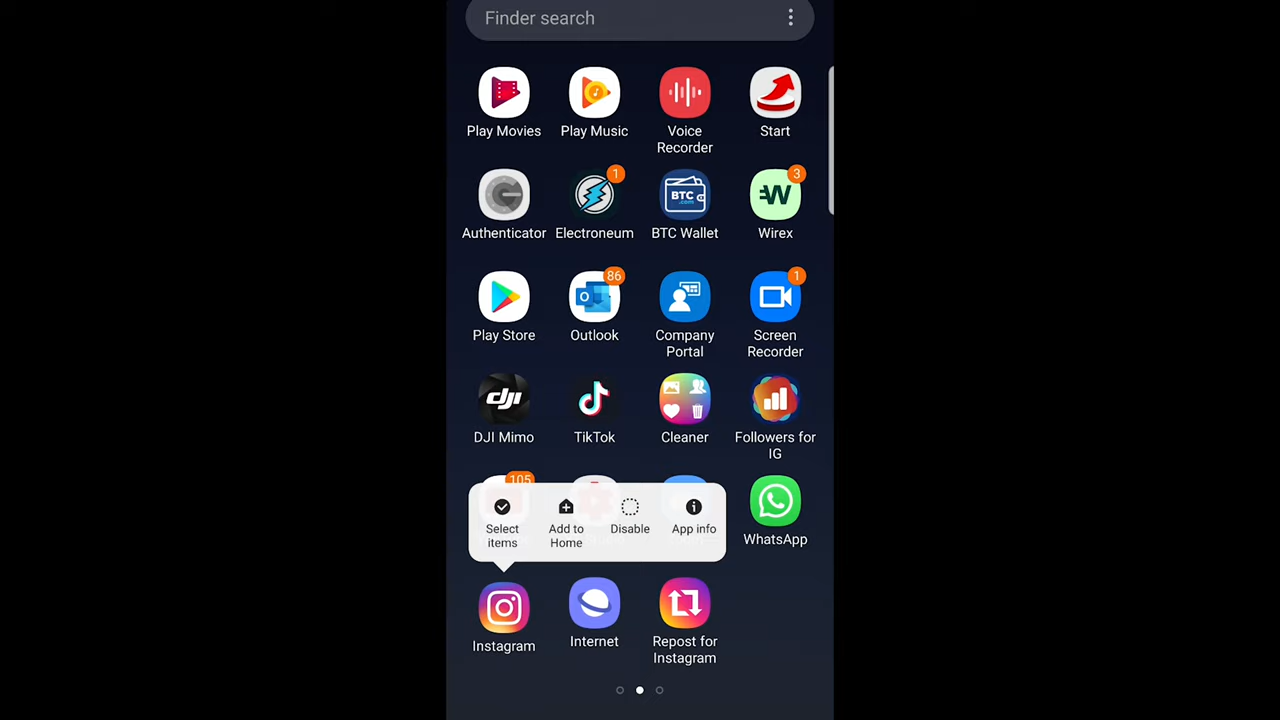 Finder search
Play Movies
Play Music
Voice
Recorder
Start
1
BTC
.com
W
3
Authenticator
Electroneum
BTC Wallet
Wirex
86
O
1
Play Store
Outlook
Company
Portal
Screen
Recorder
dji
DJI Mimo
TikTok
Cleaner
Followers for
IG
105
Select
items
Add to
Home
Disable
App info
WhatsApp
Instagram
Internet
Repost for
Instagram